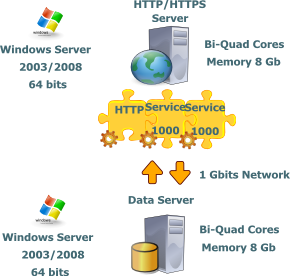 HTTP/HTTPS
Server
windows
Windows Server
2003/2008
64 bits
Bi-Quad Cores
Memory 8 Gb
HTTP
Service
1000
Service
1000
1 Gbits Network
Data Server
windows
Windows Server
2003/2008
64 bits
Bi-Quad Cores
Memory 8 Gb